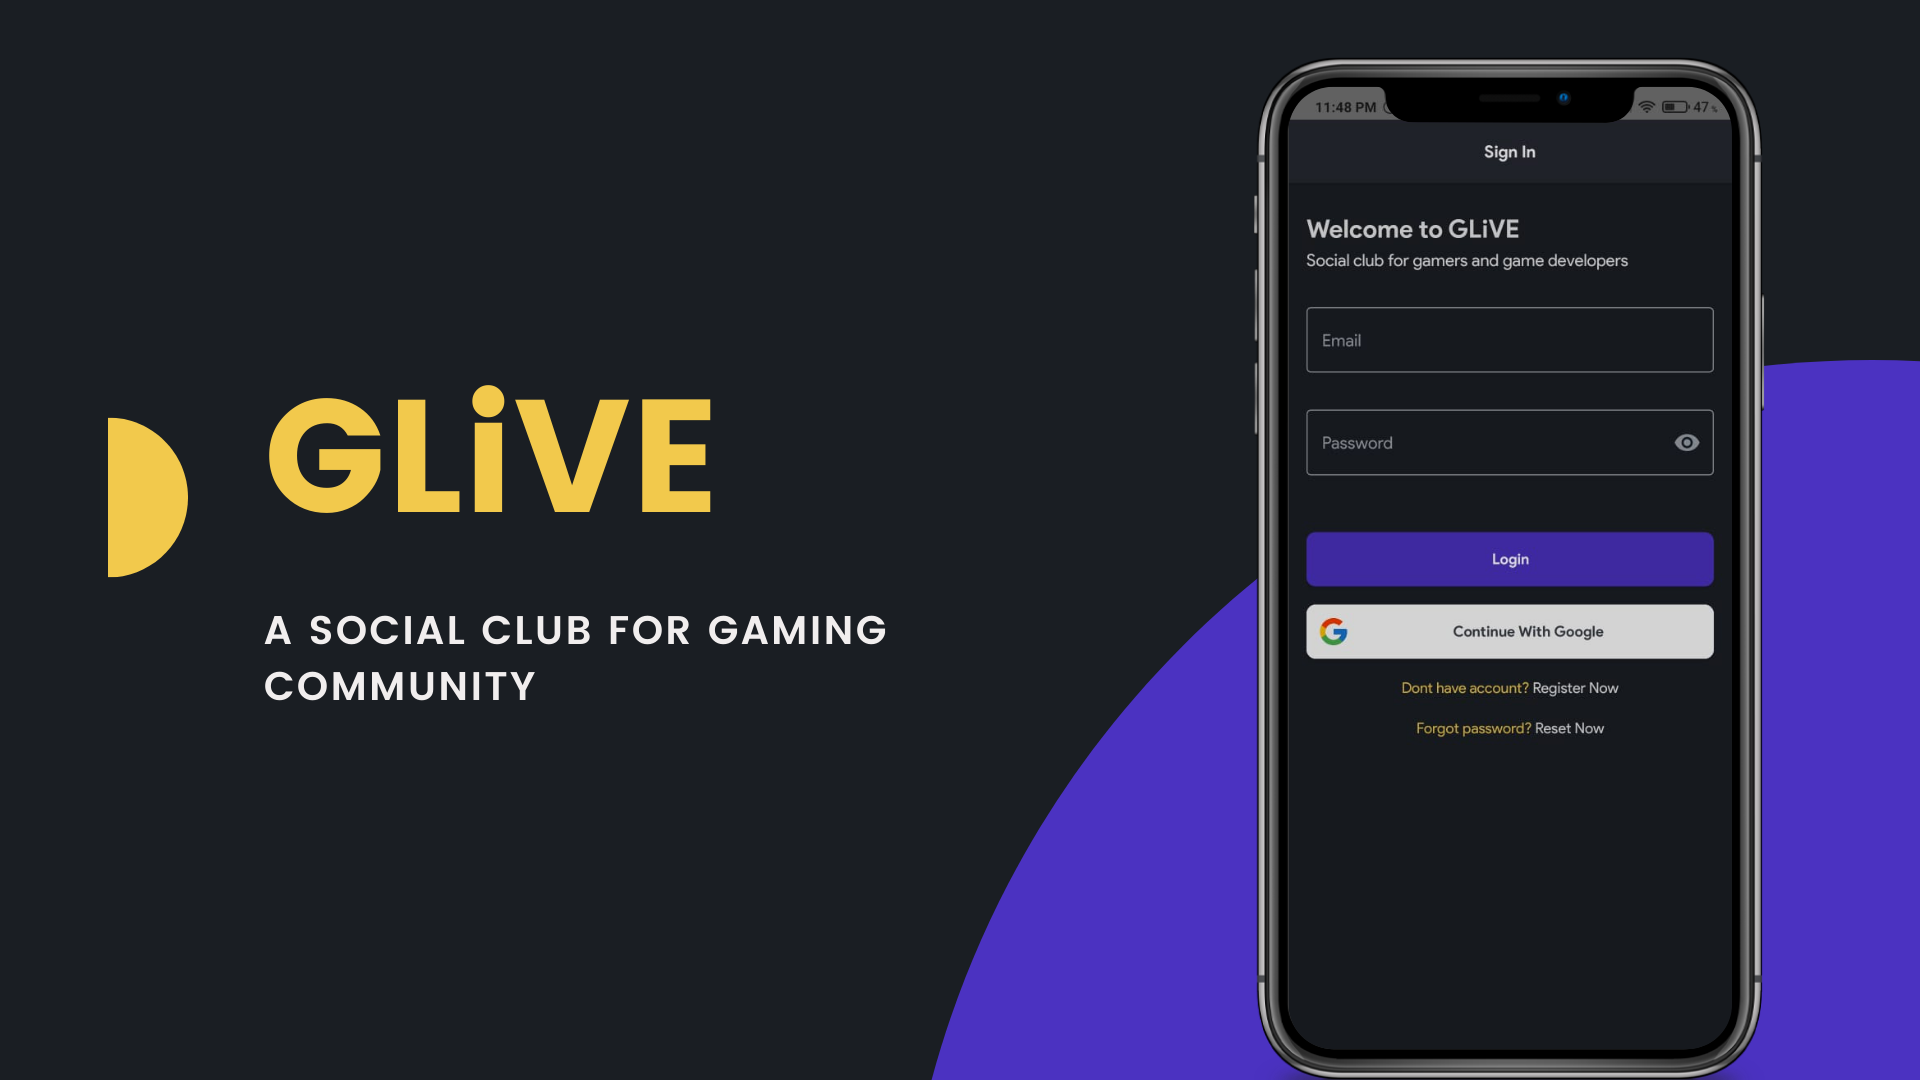 GLiVE
A SOCIAL CLUB FOR GAMING
COMMUNITY
11:48 PM
47
Sign In
Welcome to GLiVE
Social club for gamers and game developers
Email
Password
Login
Continue With Google
Dont have account? Register Now
Forgot password? Reset Now